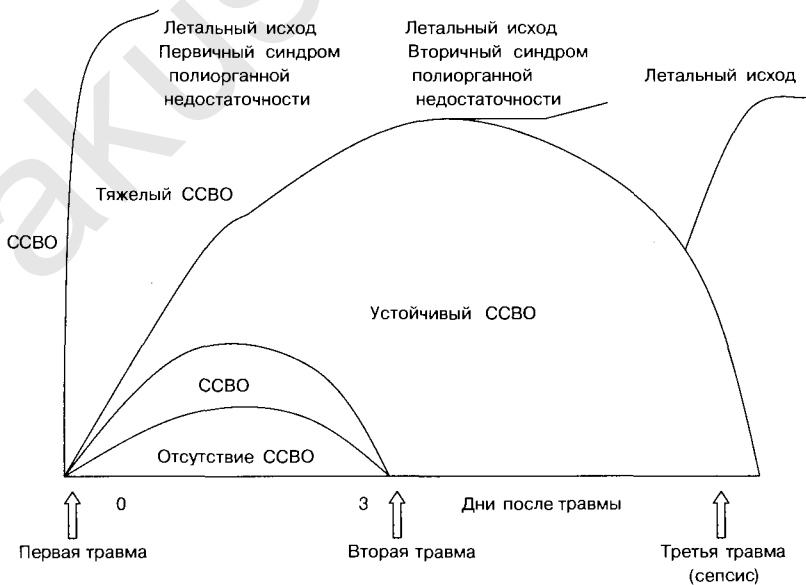 Летальный исход
Первичный синдром
полиорганной
недостаточности
Летальный исход
Вторичный синдром
полиорганной
недостаточности
Летальный исход
Тяжелый ССВО
ССВО
Устойчивый ССВО
ССВО
Отсутствие ССВО
0
3
Дни после травмы
Первая травма
Вторая травма
Третья травма
(сепсис)
akus